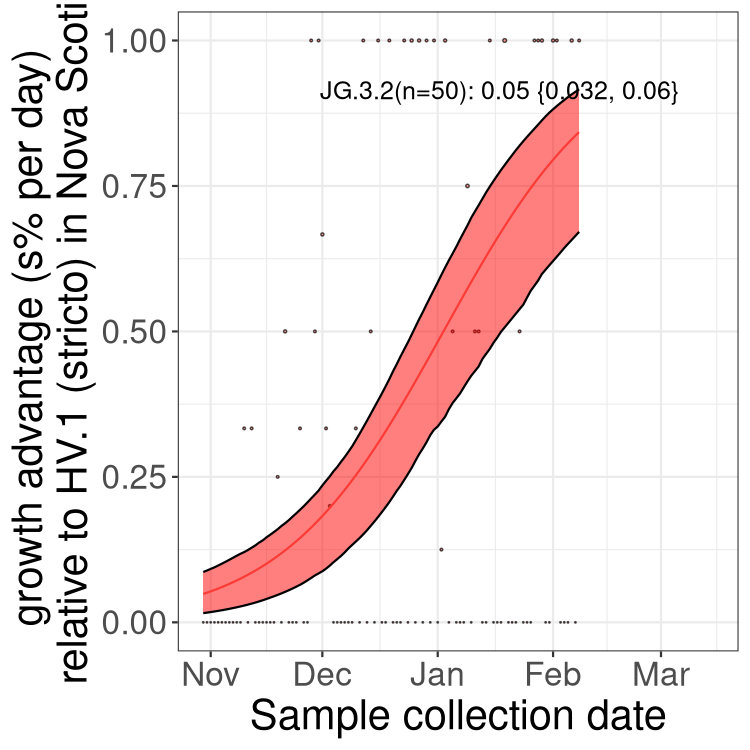 growth advantage (s% per day)
relative to HV.1 (stricto) in Nova Scoti
1.00
0.75
0.50
0.25
0.00
JG.3.2(n=50): 0.05 {0.032, 0.06}
Nov Dec Jan Feb Mar
Sample collection date